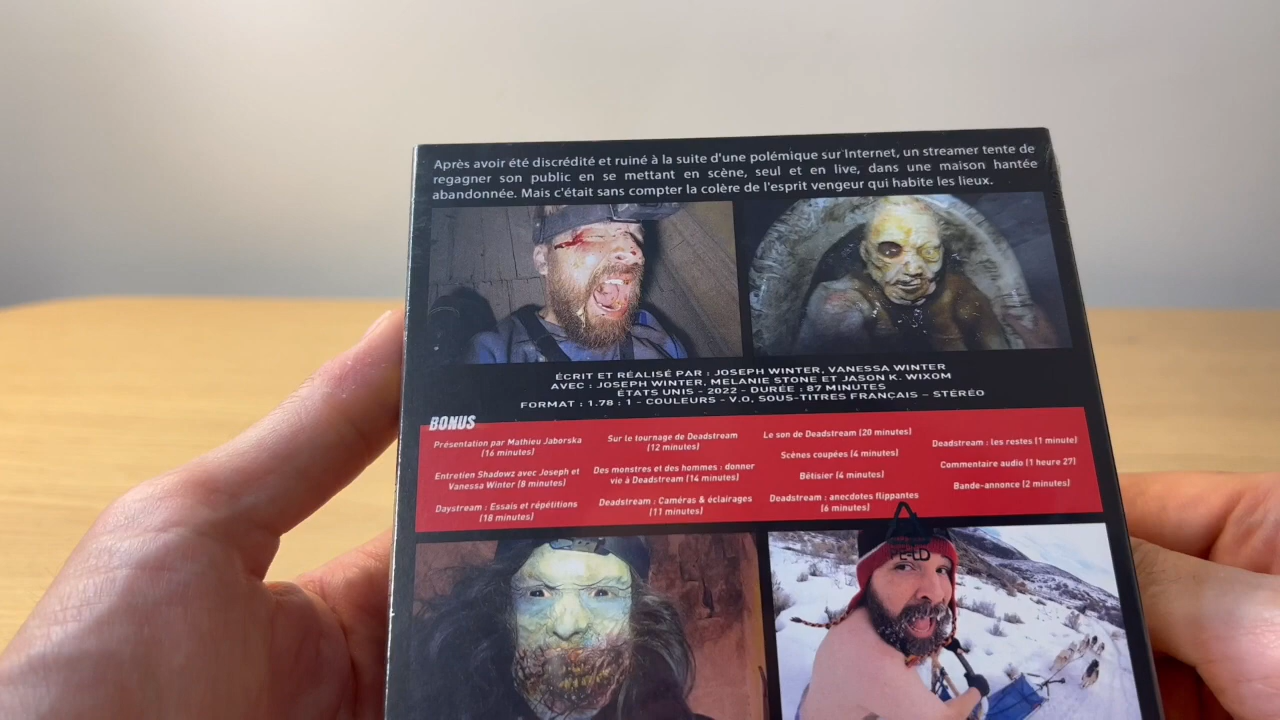 Après avoir été discrédité et ruiné à la suite d'une polémique sur Internet, un streamer tente de
regagner son public en se mettant en scène, seul et en live, dans une maison hantée
abandonnée. Mais c'était sans compter la colère de l'esprit vengeur qui habite les lieux.
ÉCRIT ET RÉALISÉ PAR : JOSEPH WINTER, VANESSA WINTER
AVEC : JOSEPH WINTER, MELANIE STONE ET JASON K. WIXOM
ÉTATS UNIS - 2022 - DURÉE : 87 MINUTES
FORMAT : 1.78 : 1 - COULEURS - V.O, SOUS-TITRES FRANÇAIS - STÉRÉO
BONUS
Présentation par Mathieu Jaborska
(16 minutes)
Entretien Shadowz avec Joseph et
Vanessa Winter (8 minutes)
Daystream : Essais et répétitions
(18 minutes)
Sur le tournage de Deadstream
(12 minutes)
Des monstres et des hommes : donner
vie à Deadstream (14 minutes)
Deadstream : Caméras & éclairages
(11 minutes)
Le son de Deadstream (20 minutes)
Scènes coupées (4 minutes)
Bêtisier (4 minutes)
Deadstream : anecdotes flippantes
(6 minutes)
Deadstream : les restes (1 minute)
Commentaire audio (1 heure 27)
Bande-annonce (2 minutes)
PE-LD